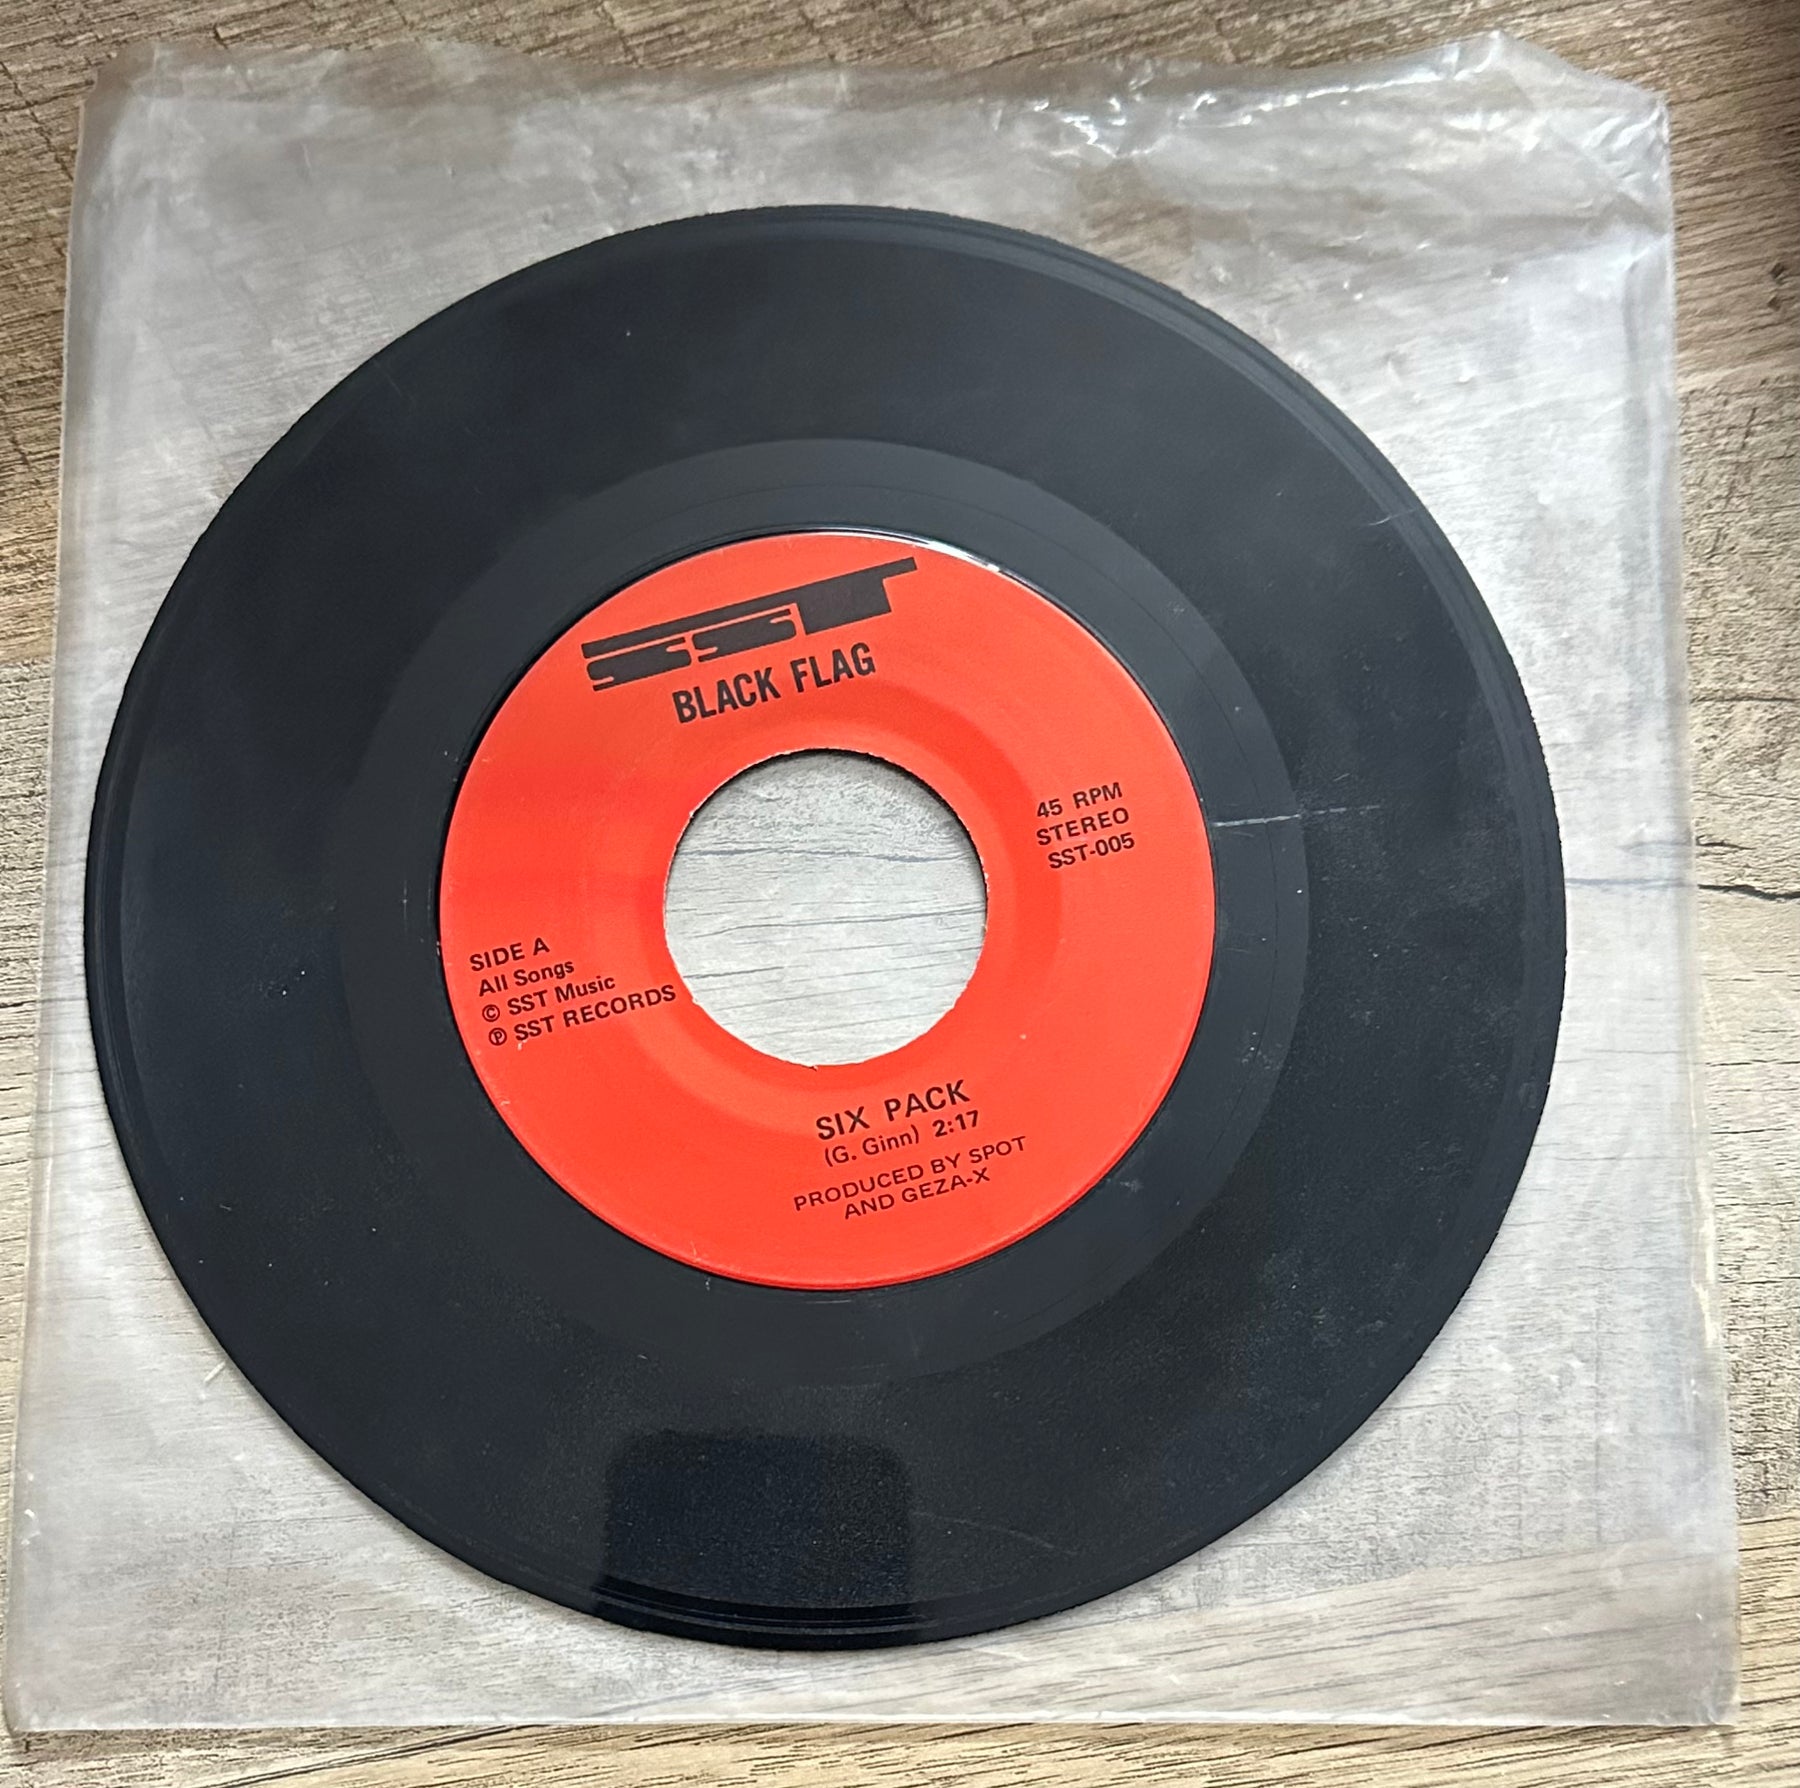 SST
BLACK FLAG
45 RPM
STEREO
SST-005
SIDE A
All Songs
© SST Music
℗ SST RECORDS
SIX PACK
(G. Ginn) 2:17
PRODUCED BY SPOT
AND GEZA-X